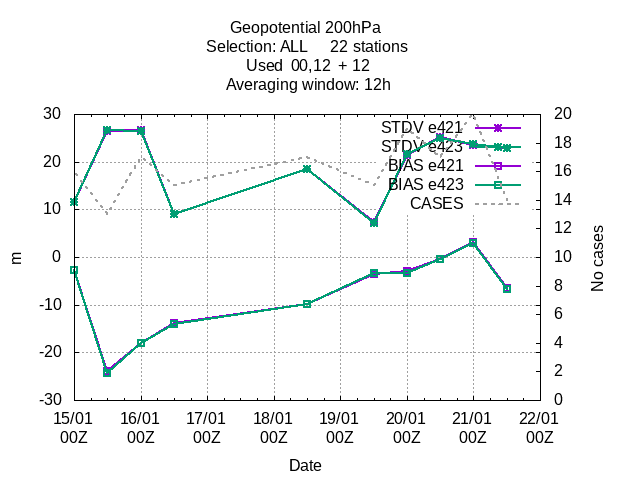 Geopotential 200hPa
Selection: ALL     22 stations
Used  00,12  + 12
Averaging window: 12h
30
20
10
0
-10
-20
-30
m
20
18
16
14
12
10
8
6
4
2
0
No cases
STDV e421
STDV e423
BIAS e421
BIAS e423
CASES
15/01 16/01 17/01 18/01 19/01 20/01 21/01 22/01
00Z 00Z 00Z 00Z 00Z 00Z 00Z 00Z
Date